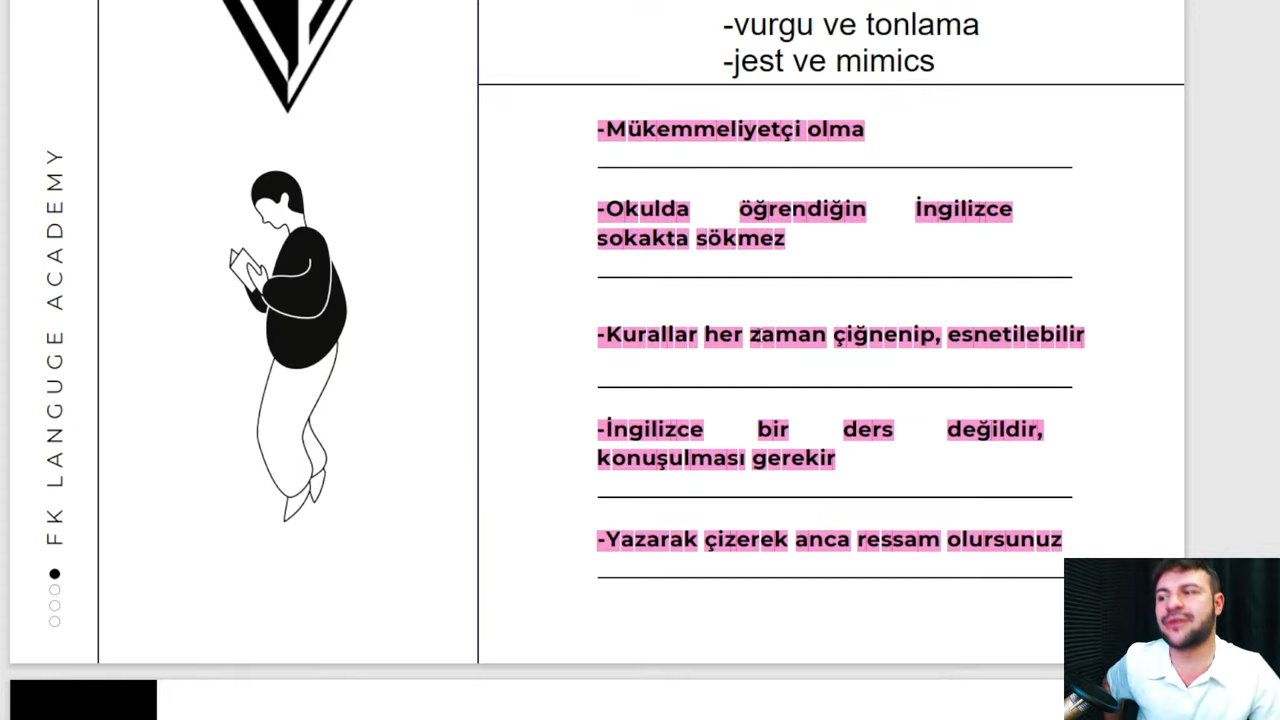 -vurgu ve tonlama
-jest ve mimics
-Mükemmeliyetçi olma
-Okulda öğrendiğin İngilizce
sokakta sökmez
-Kurallar her zaman çiğnenip, esnetilebilir
-İngilizce bir ders değildir,
konuşulması gerekir
-Yazarak çizerek anca ressam olursunuz
FK LANGUGE ACADEMY